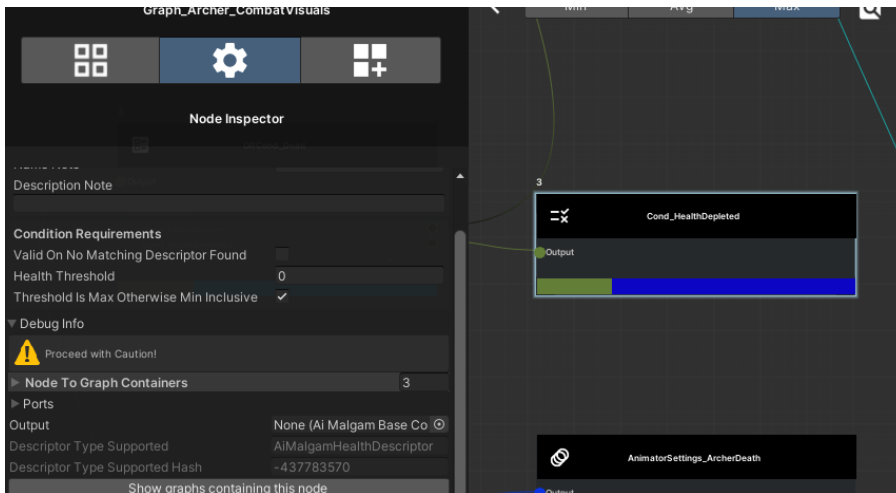 Graph_Archer_CombatVisuals
Min Avg Max
Node Inspector
Description Note
3
Cond_HealthDepleted
Output
Condition Requirements
Valid On No Matching Descriptor Found
Health Threshold 0
Threshold Is Max Otherwise Min Inclusive
Debug Info
Proceed with Caution!
Node To Graph Containers 3
Ports
Output None (Ai Malgam Base Co
Descriptor Type Supported AiMalgamHealthDescriptor
Descriptor Type Supported Hash -437783570
Show graphs containing this node
AnimatorSettings_ArcherDeath
Output